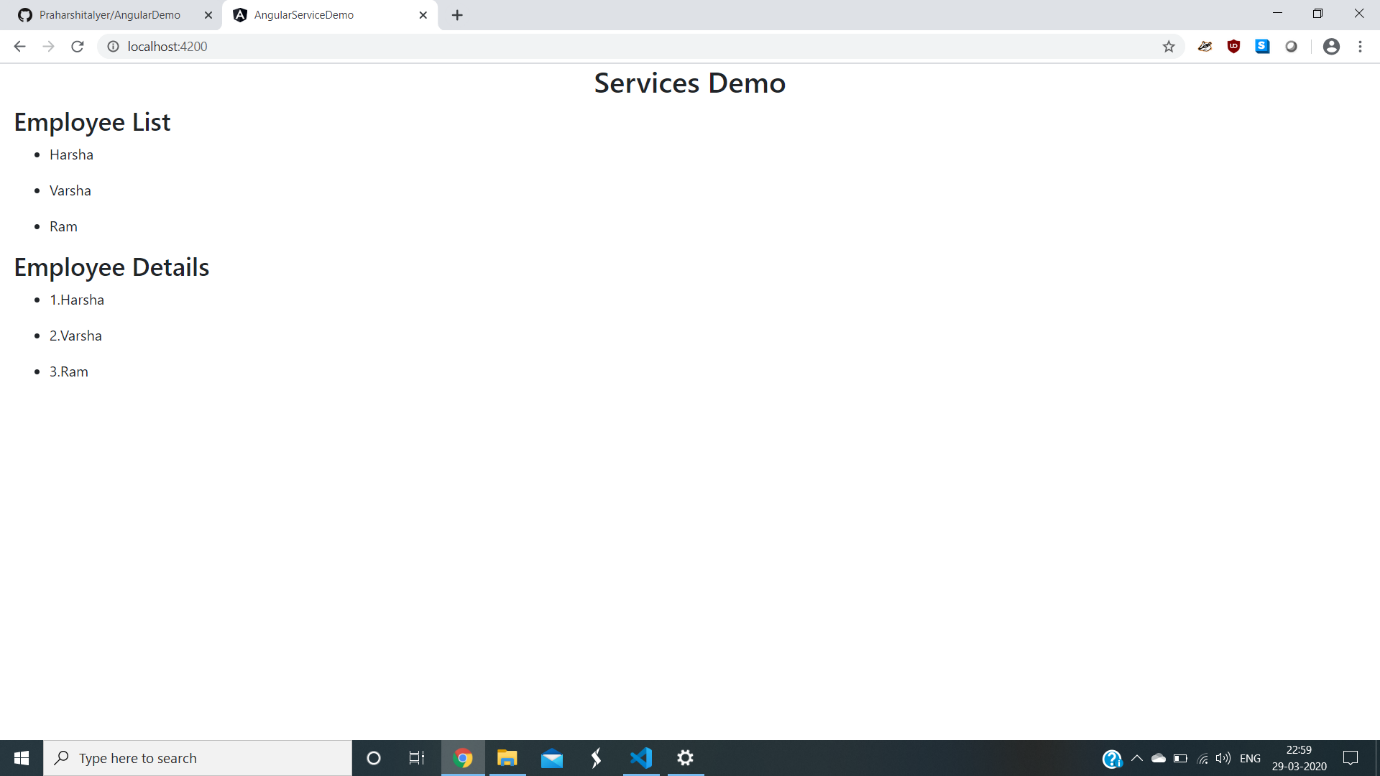 PraharshitaIyer/AngularDemo
AngularServiceDemo
localhost:4200
Services Demo
Employee List
Harsha
Varsha
Ram
Employee Details
1.Harsha
2.Varsha
3.Ram
Type here to search
ENG
22:59
29-03-2020